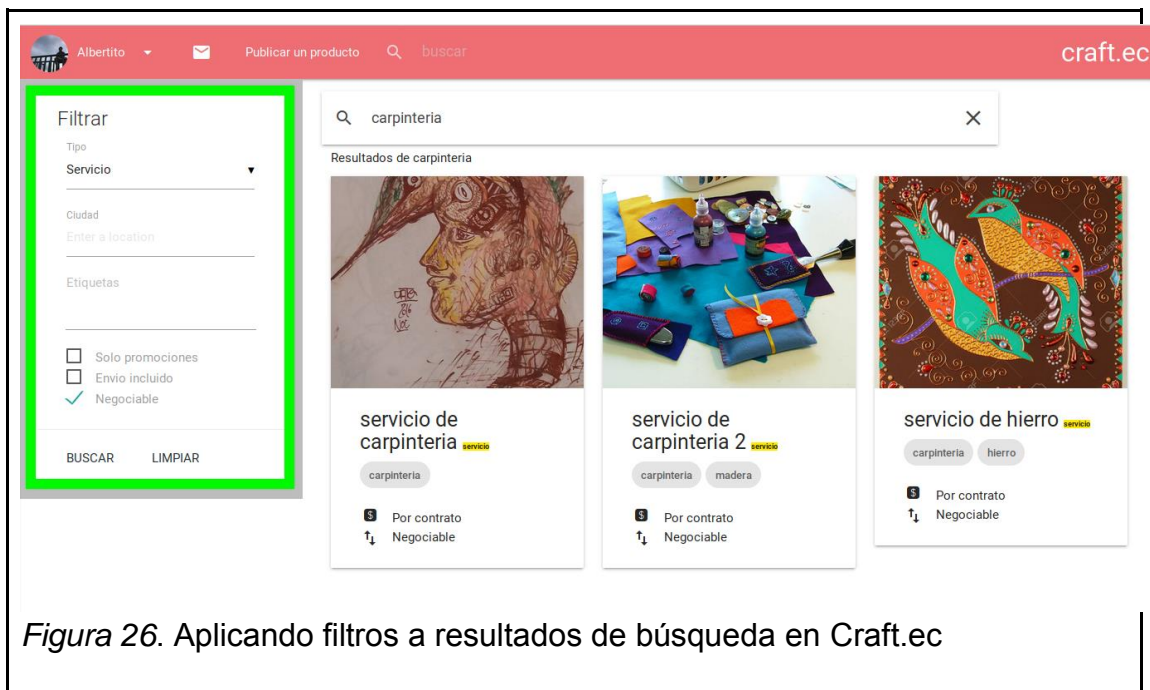 Albertito
Publicar un producto
buscar
craft.ec
Filtrar
Tipo
Servicio
Ciudad
Enter a location
Etiquetas
Solo promociones
Envio incluido
Negociable
BUSCAR LIMPIAR
carpinteria
Resultados de carpinteria
servicio de
carpinteria servicio
carpinteria
$ Por contrato
Negociable
servicio de
carpinteria 2 servicio
carpinteria madera
$ Por contrato
Negociable
servicio de hierro servicio
carpinteria hierro
$ Por contrato
Negociable
Figura 26. Aplicando filtros a resultados de búsqueda en Craft.ec